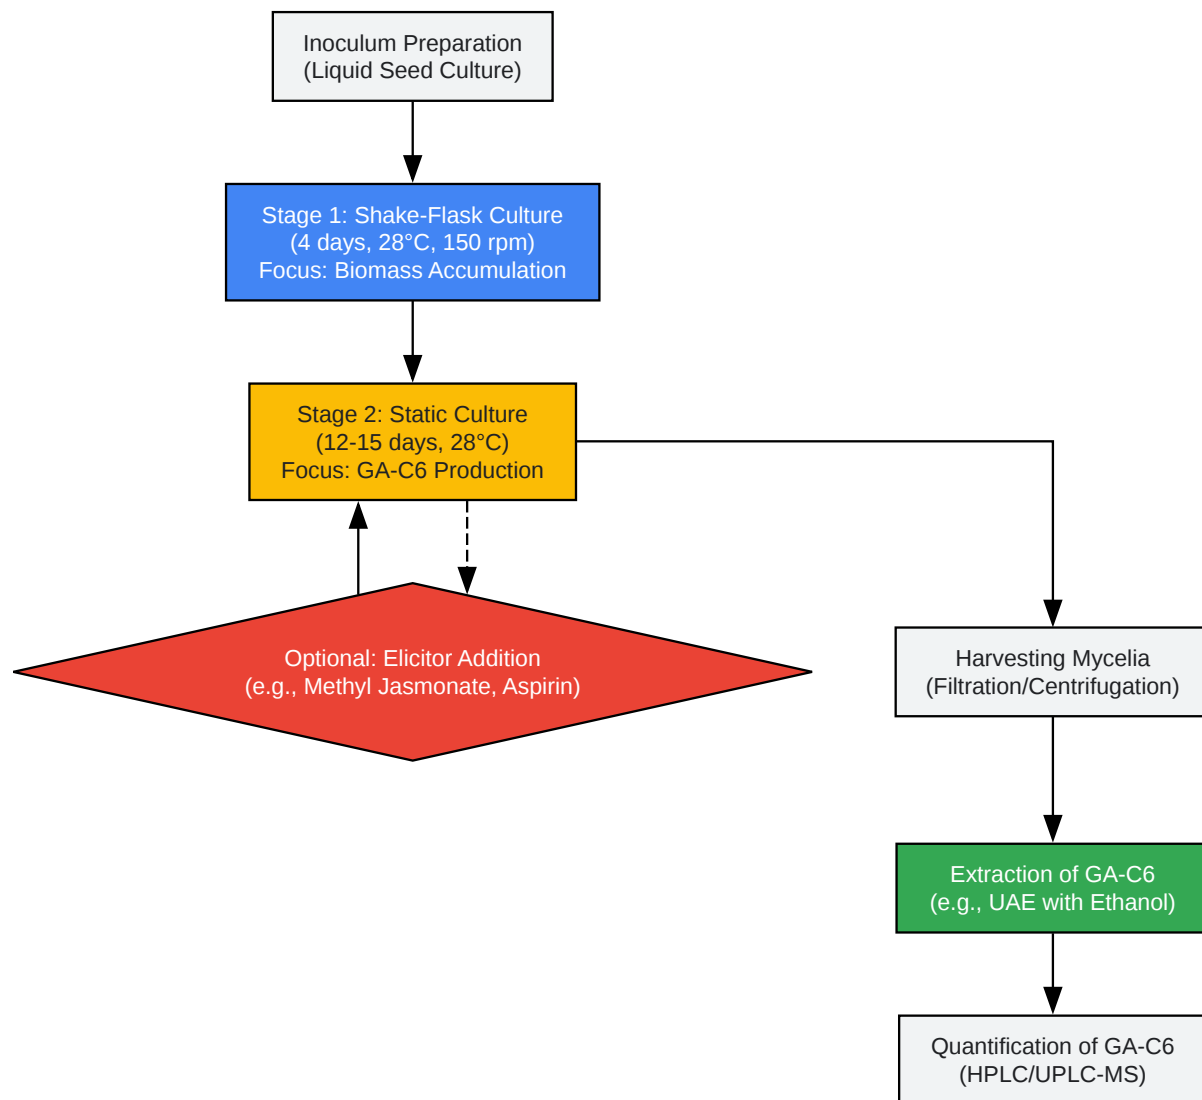 Inoculum Preparation
(Liquid Seed Culture)
Stage 1: Shake-Flask Culture
(4 days, 28°C, 150 rpm)
Focus: Biomass Accumulation
Stage 2: Static Culture
(12-15 days, 28°C)
Focus: GA-C6 Production
Optional: Elicitor Addition
(e.g., Methyl Jasmonate, Aspirin)
Harvesting Mycelia
(Filtration/Centrifugation)
Extraction of GA-C6
(e.g., UAE with Ethanol)
Quantification of GA-C6
(HPLC/UPLC-MS)